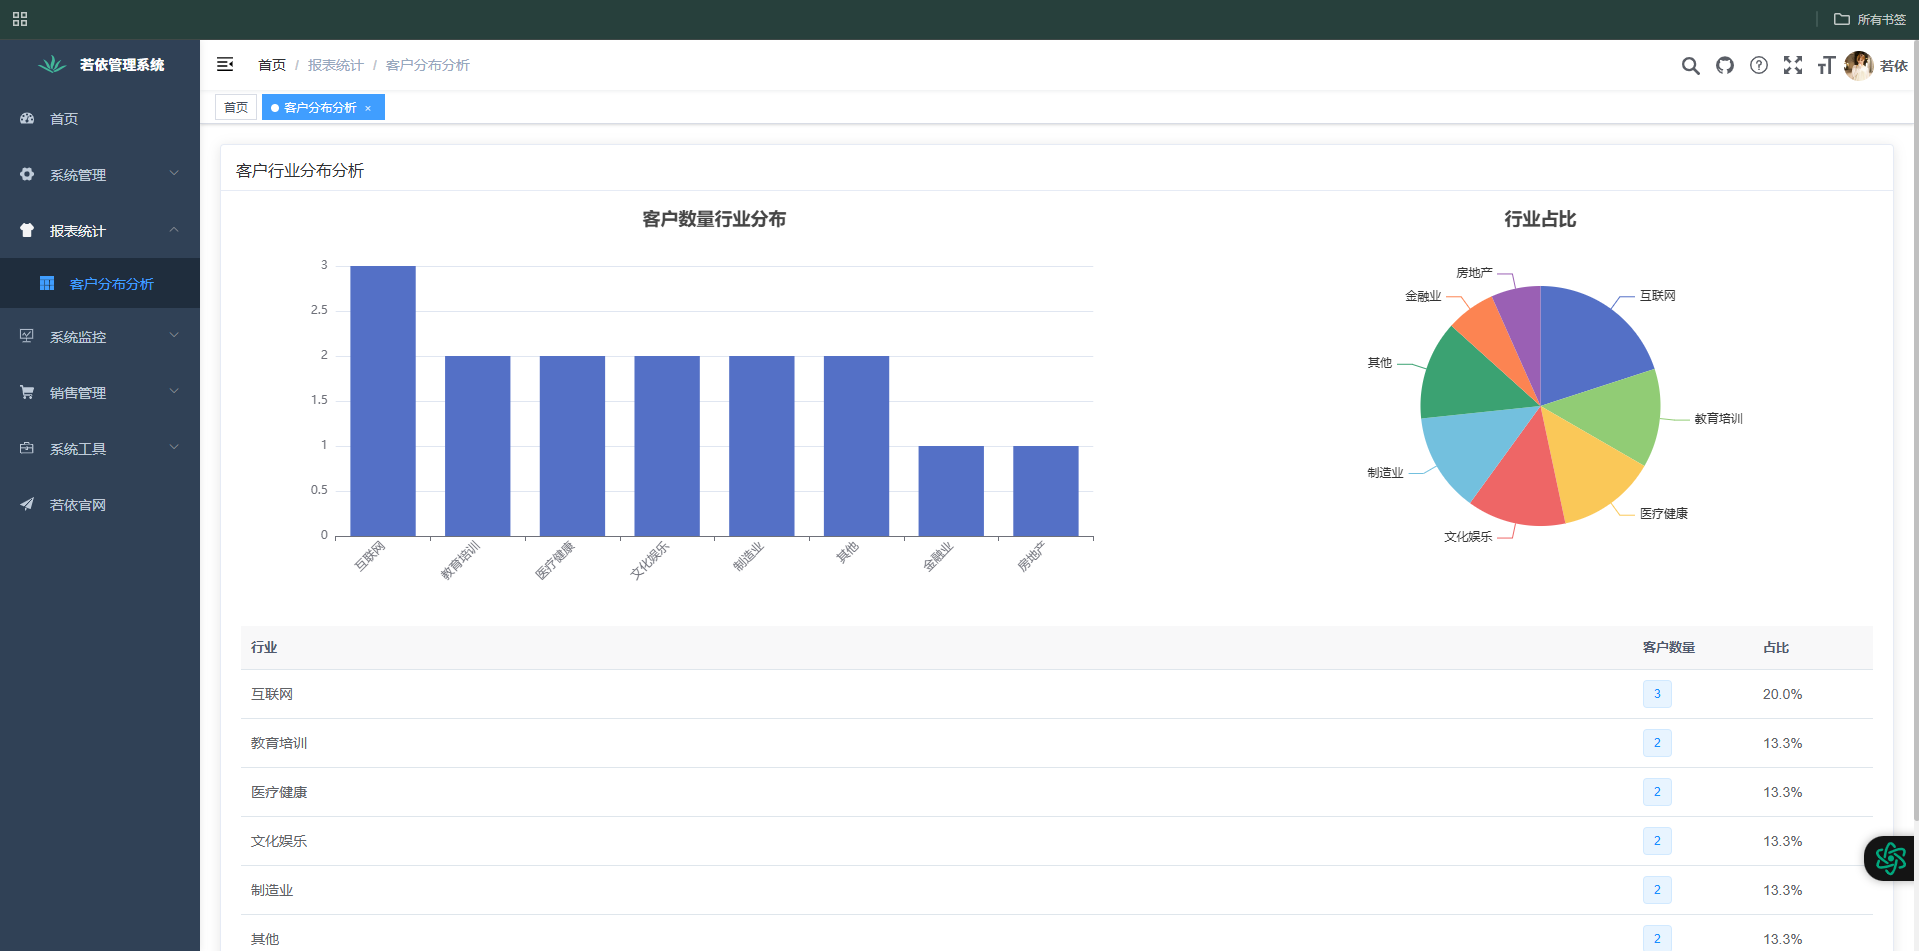 所有书签
若依管理系统
首页 / 报表统计 / 客户分布分析
若依
首页
客户分布分析 ×
首页
系统管理
报表统计
客户分布分析
系统监控
销售管理
系统工具
若依官网
客户行业分布分析
客户数量行业分布
3
2.5
2
1.5
1
0.5
0
互联网
教育培训
医疗健康
文化娱乐
制造业
其他
金融业
房地产
行业占比
房地产
金融业
互联网
其他
教育培训
制造业
医疗健康
文化娱乐
行业 客户数量 占比
互联网 3 20.0%
教育培训 2 13.3%
医疗健康 2 13.3%
文化娱乐 2 13.3%
制造业 2 13.3%
其他 2 13.3%